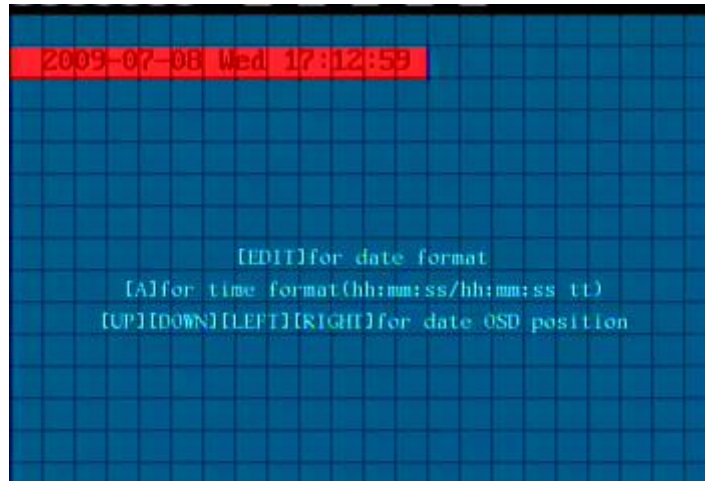 2009-07-08 Wed 17:12:59
[EDIT]for date format
[A]for time format(hh:mm:ss/hh:mm:ss tt)
[UP][DOWN][LEFT][RIGHT]for date OSD position